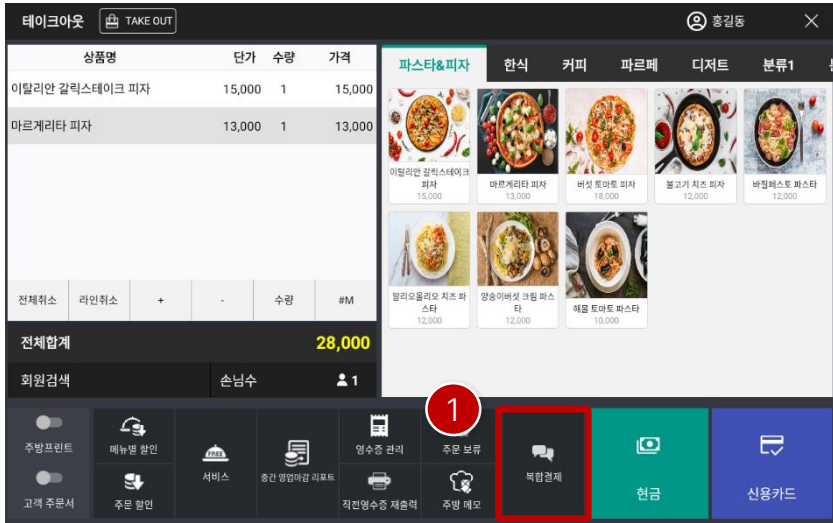 테이크아웃 TAKE OUT 홍길동
상품명 단가 수량 가격
이탈리안 갈릭스테이크 피자 15,000 1 15,000
마르게리타 피자 13,000 1 13,000
전체취소 라인취소 + - 수량 #M
전체합계 28,000
회원검색 손님수 1
파스타&피자 한식 커피 파르페 디저트 분류1
이탈리안 갈릭스테이크
피자
15,000
마르게리타 피자
13,000
버섯 토마토 피자
18,000
불고기 치즈 피자
12,000
바질페스토 파스타
12,000
알리오올리오 치즈 파
스타
12,000
양송이버섯 크림 파스
타
12,000
해물 토마토 파스타
10,000
1
주방프린트
고객 주문서
메뉴별 할인
주문 할인
FREE
서비스
중간 영업마감 리포트
영수증 관리
직전영수증 재출력
주문 보류
주방 메모
복합결제
현금
신용카드